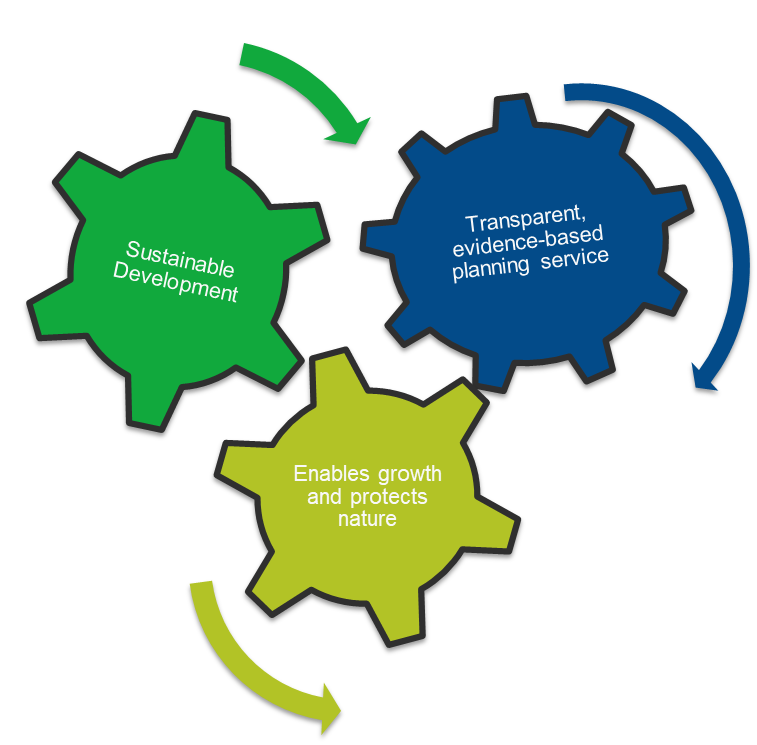 Sustainable
Development
Transparent,
evidence-based
planning service
Enables growth
and protects
nature